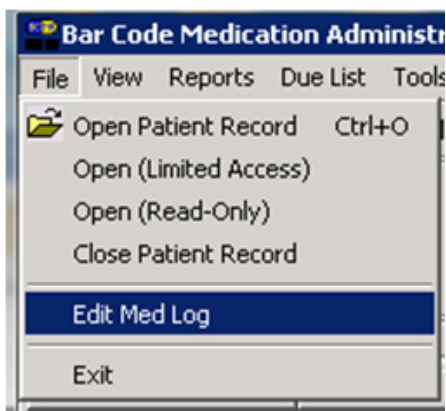 Bar Code Medication Administr
File View Reports Due List Tools
Open Patient Record Ctrl+O
Open (Limited Access)
Open (Read-Only)
Close Patient Record
Edit Med Log
Exit